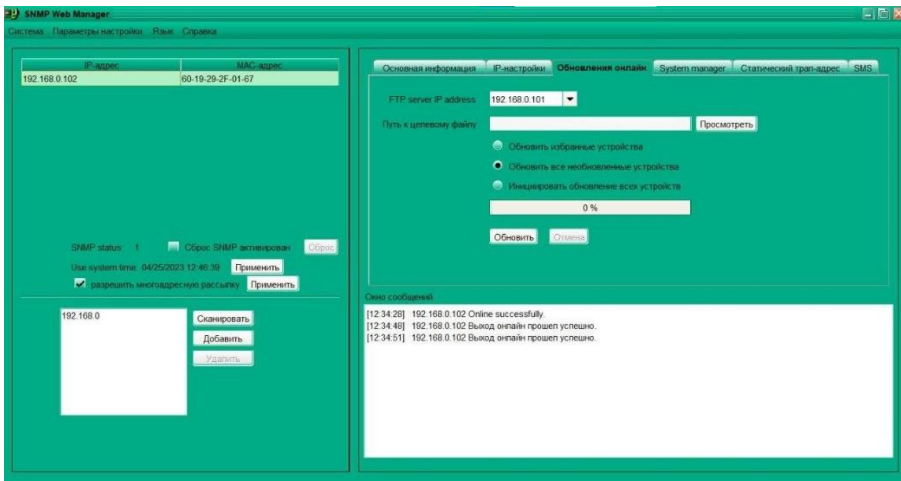 SNMP Web Manager
Система Параметры настройки Язык Справка
IP-адрес MAC-адрес
192.168.0.102 60-19-29-2F-01-67
SNMP status: 1 Сброс SNMP активирован Сброс
Use system time: 04/25/2023 12:46:39 Применить
разрешить многоадресную рассылку Применить
192.168.0
Сканировать
Добавить
Удалить
Основная информация IP-настройки Обновления онлайн System manager Статический трап-адрес SMS
FTP server IP address 192.168.0.101
Путь к целевому файлу Просмотреть
Обновить избранные устройства
Обновить все необновленные устройства
Инициировать обновление всех устройств
0 %
Обновить Отмена
Окно сообщений
[12:34:28] 192.168.0.102 Online successfully.
[12:34:48] 192.168.0.102 Выход онлайн прошел успешно.
[12:34:51] 192.168.0.102 Выход онлайн прошел успешно.